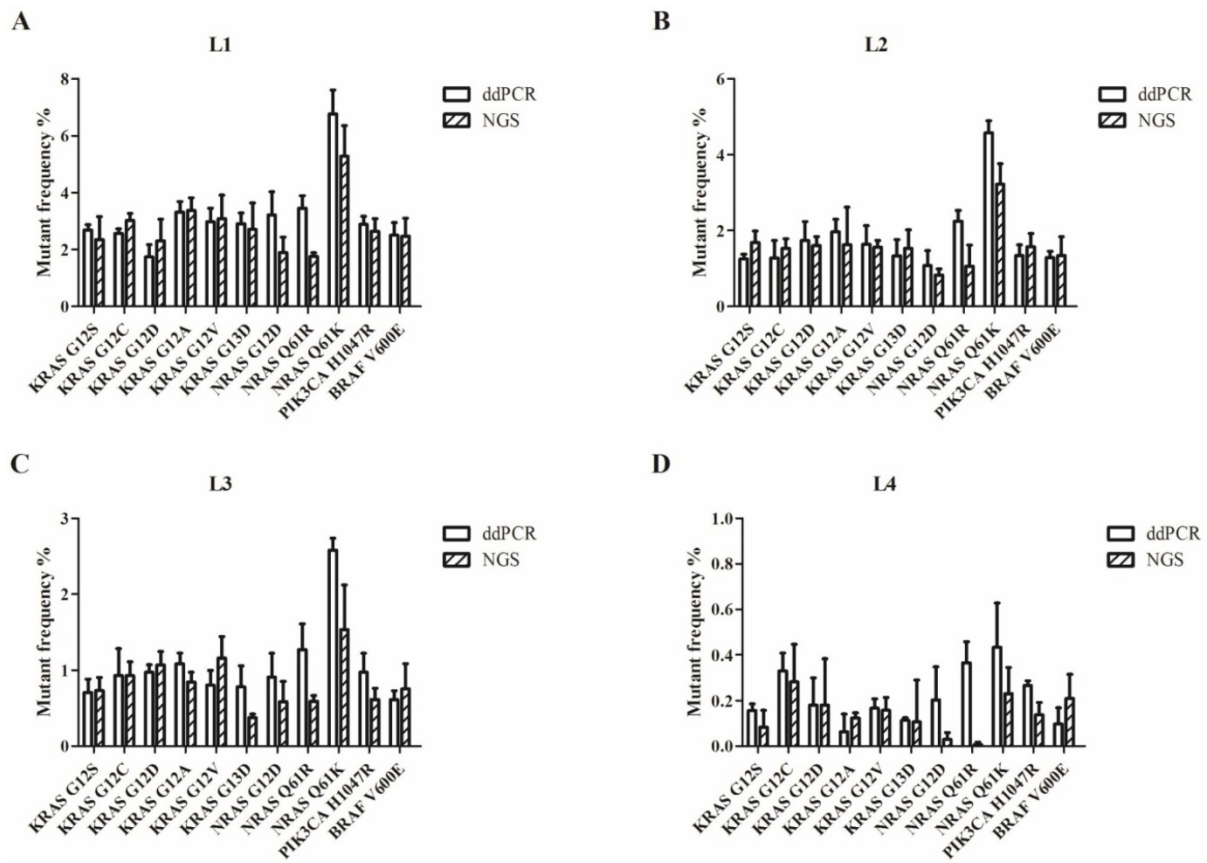 A
L1
Mutant frequency %
8
6
4
2
0
ddPCR
NGS
KRAS G12S
KRAS G12C
KRAS G12D
KRAS G12A
KRAS G12V
KRAS G13D
NRAS G12D
NRAS Q61R
NRAS Q61K
PIK3CA H1047R
BRAF V600E
B
L2
Mutant frequency %
6
4
2
0
ddPCR
NGS
KRAS G12S
KRAS G12C
KRAS G12D
KRAS G12A
KRAS G12V
KRAS G13D
NRAS G12D
NRAS Q61R
NRAS Q61K
PIK3CA H1047R
BRAF V600E
C
L3
Mutant frequency %
3
2
1
0
ddPCR
NGS
KRAS G12S
KRAS G12C
KRAS G12D
KRAS G12A
KRAS G12V
KRAS G13D
NRAS G12D
NRAS Q61R
NRAS Q61K
PIK3CA H1047R
BRAF V600E
D
L4
Mutant frequency %
1.0
0.8
0.6
0.4
0.2
0.0
ddPCR
NGS
KRAS G12S
KRAS G12C
KRAS G12D
KRAS G12A
KRAS G12V
KRAS G13D
NRAS G12D
NRAS Q61R
NRAS Q61K
PIK3CA H1047R
BRAF V600E